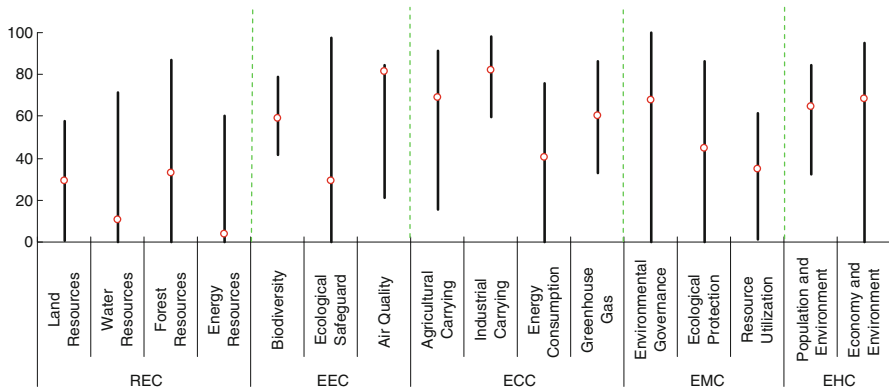 100
80
60
40
20
0
Land
Resources
Water
Resources
Forest
Resources
Energy
Resources
Biodiversity
Ecological
Safeguard
Air Quality
Agricultural
Carrying
Industrial
Carrying
Energy
Consumption
Greenhouse
Gas
Environmental
Governance
Ecological
Protection
Resource
Utilization
Population and
Environment
Economy and
Environment
REC
EEC
ECC
EMC
EHC